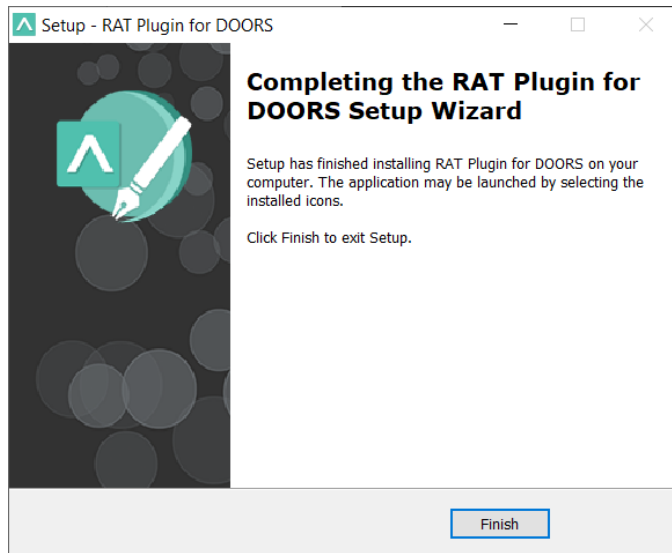 Setup - RAT Plugin for DOORS
Completing the RAT Plugin for
DOORS Setup Wizard
Setup has finished installing RAT Plugin for DOORS on your
computer. The application may be launched by selecting the
installed icons.
Click Finish to exit Setup.
Finish